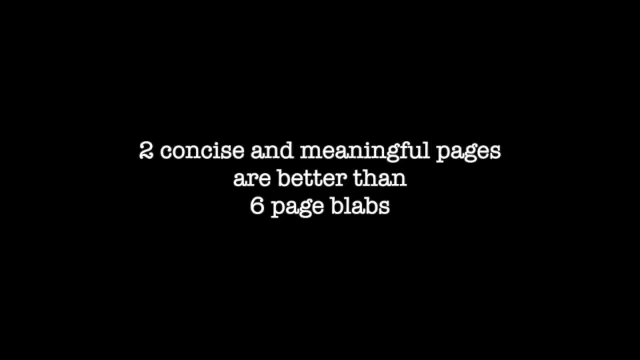 2 concise and meaningful pages
are better than
6 page blabs